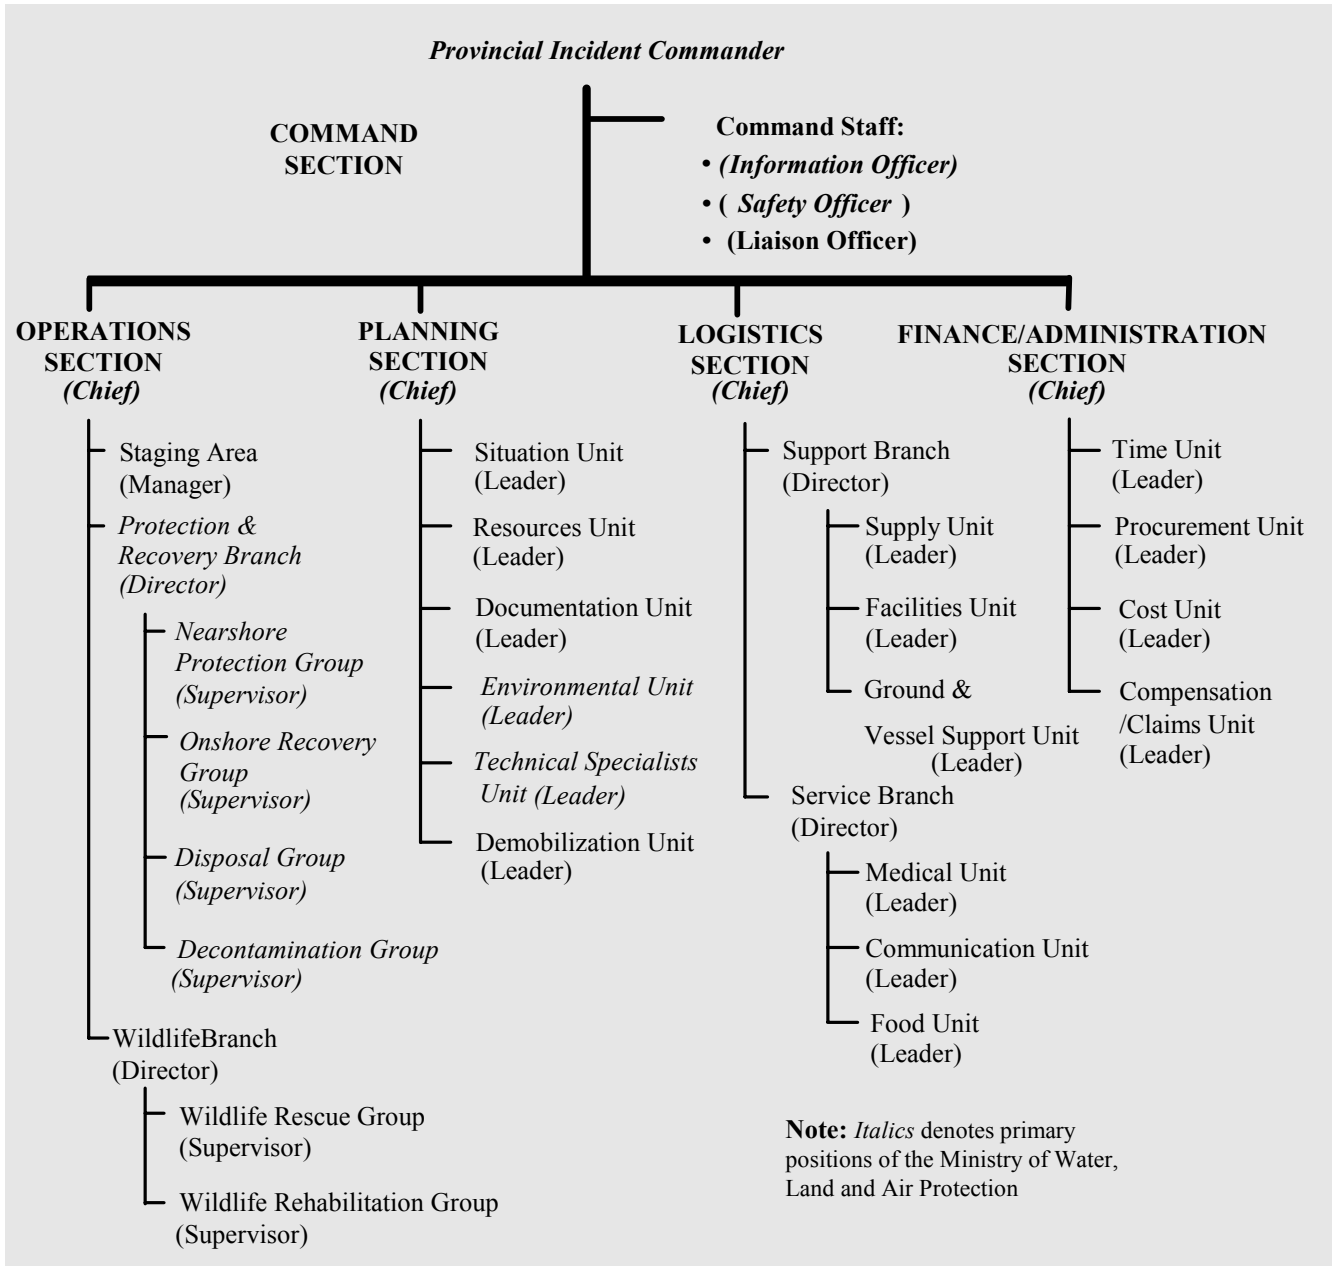 Provincial Incident Commander
COMMAND
SECTION
Command Staff:
• (Information Officer)
• ( Safety Officer )
• (Liaison Officer)
OPERATIONS
SECTION
(Chief)
Staging Area
(Manager)
Protection &
Recovery Branch
(Director)
Nearshore
Protection Group
(Supervisor)
Onshore Recovery
Group
(Supervisor)
Disposal Group
(Supervisor)
Decontamination Group
(Supervisor)
WildlifeBranch
(Director)
Wildlife Rescue Group
(Supervisor)
Wildlife Rehabilitation Group
(Supervisor)
PLANNING
SECTION
(Chief)
Situation Unit
(Leader)
Resources Unit
(Leader)
Documentation Unit
(Leader)
Environmental Unit
(Leader)
Technical Specialists
Unit (Leader)
Demobilization Unit
(Leader)
LOGISTICS
SECTION
(Chief)
Support Branch
(Director)
Supply Unit
(Leader)
Facilities Unit
(Leader)
Ground &
Vessel Support Unit
(Leader)
Service Branch
(Director)
Medical Unit
(Leader)
Communication Unit
(Leader)
Food Unit
(Leader)
FINANCE/ADMINISTRATION
SECTION
(Chief)
Time Unit
(Leader)
Procurement Unit
(Leader)
Cost Unit
(Leader)
Compensation
/Claims Unit
(Leader)
Note: Italics denotes primary
positions of the Ministry of Water,
Land and Air Protection